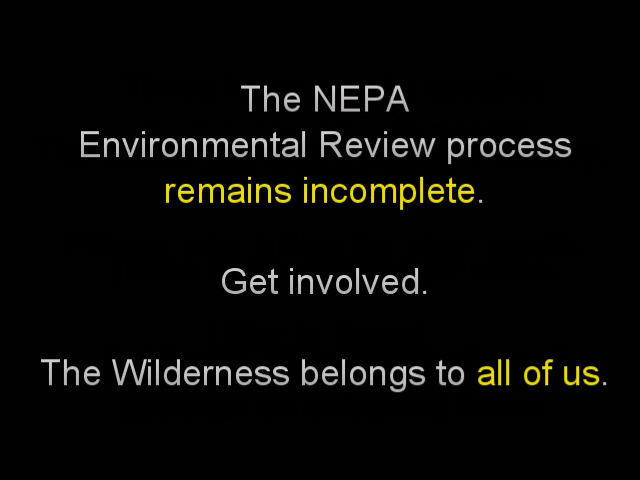 The NEPA
Environmental Review process
remains incomplete.
Get involved.
The Wilderness belongs to all of us.